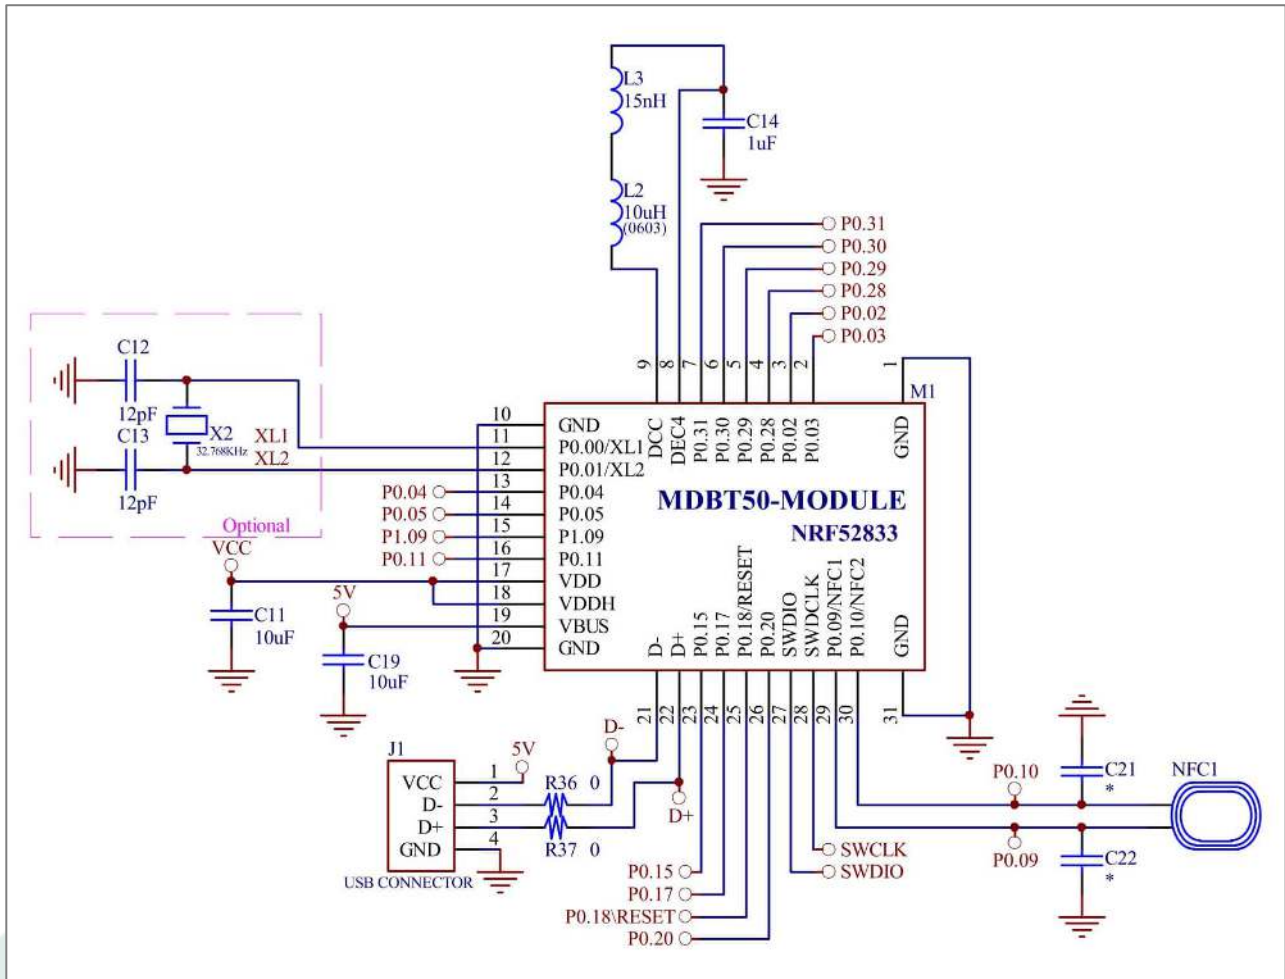 L3
15nH
C14
1uF
L2
10uH
(0603)
P0.31
P0.30
P0.29
P0.28
P0.02
P0.03
9
8
7
6
5
4
3
2
1
M1
C12
12pF
C13
12pF
X2
32.768KHz
XL1
XL2
Optional
10
11
12
13
14
15
16
17
18
19
20
P0.04
P0.05
P1.09
P0.11
VCC
C11
10uF
5V
C19
10uF
GND
P0.00/XL1
P0.01/XL2
P0.04
P0.05
P1.09
P0.11
VDD
VDDH
VBUS
GND
DCC
DEC4
P0.31
P0.30
P0.29
P0.28
P0.02
P0.03
GND
MDBT50-MODULE
NRF52833
D-
D+
P0.15
P0.17
P0.18/RESET
P0.20
SWDIO
SWDCLK
P0.09/NFC1
P0.10/NFC2
GND
21
22
23
24
25
26
27
28
29
30
31
J1
VCC
D-
D+
GND
1
2
3
4
USB CONNECTOR
5V
R36 0
R37 0
D-
D+
P0.15
P0.17
P0.18\RESET
P0.20
SWCLK
SWDIO
P0.10
P0.09
C21
*
C22
*
NFC1